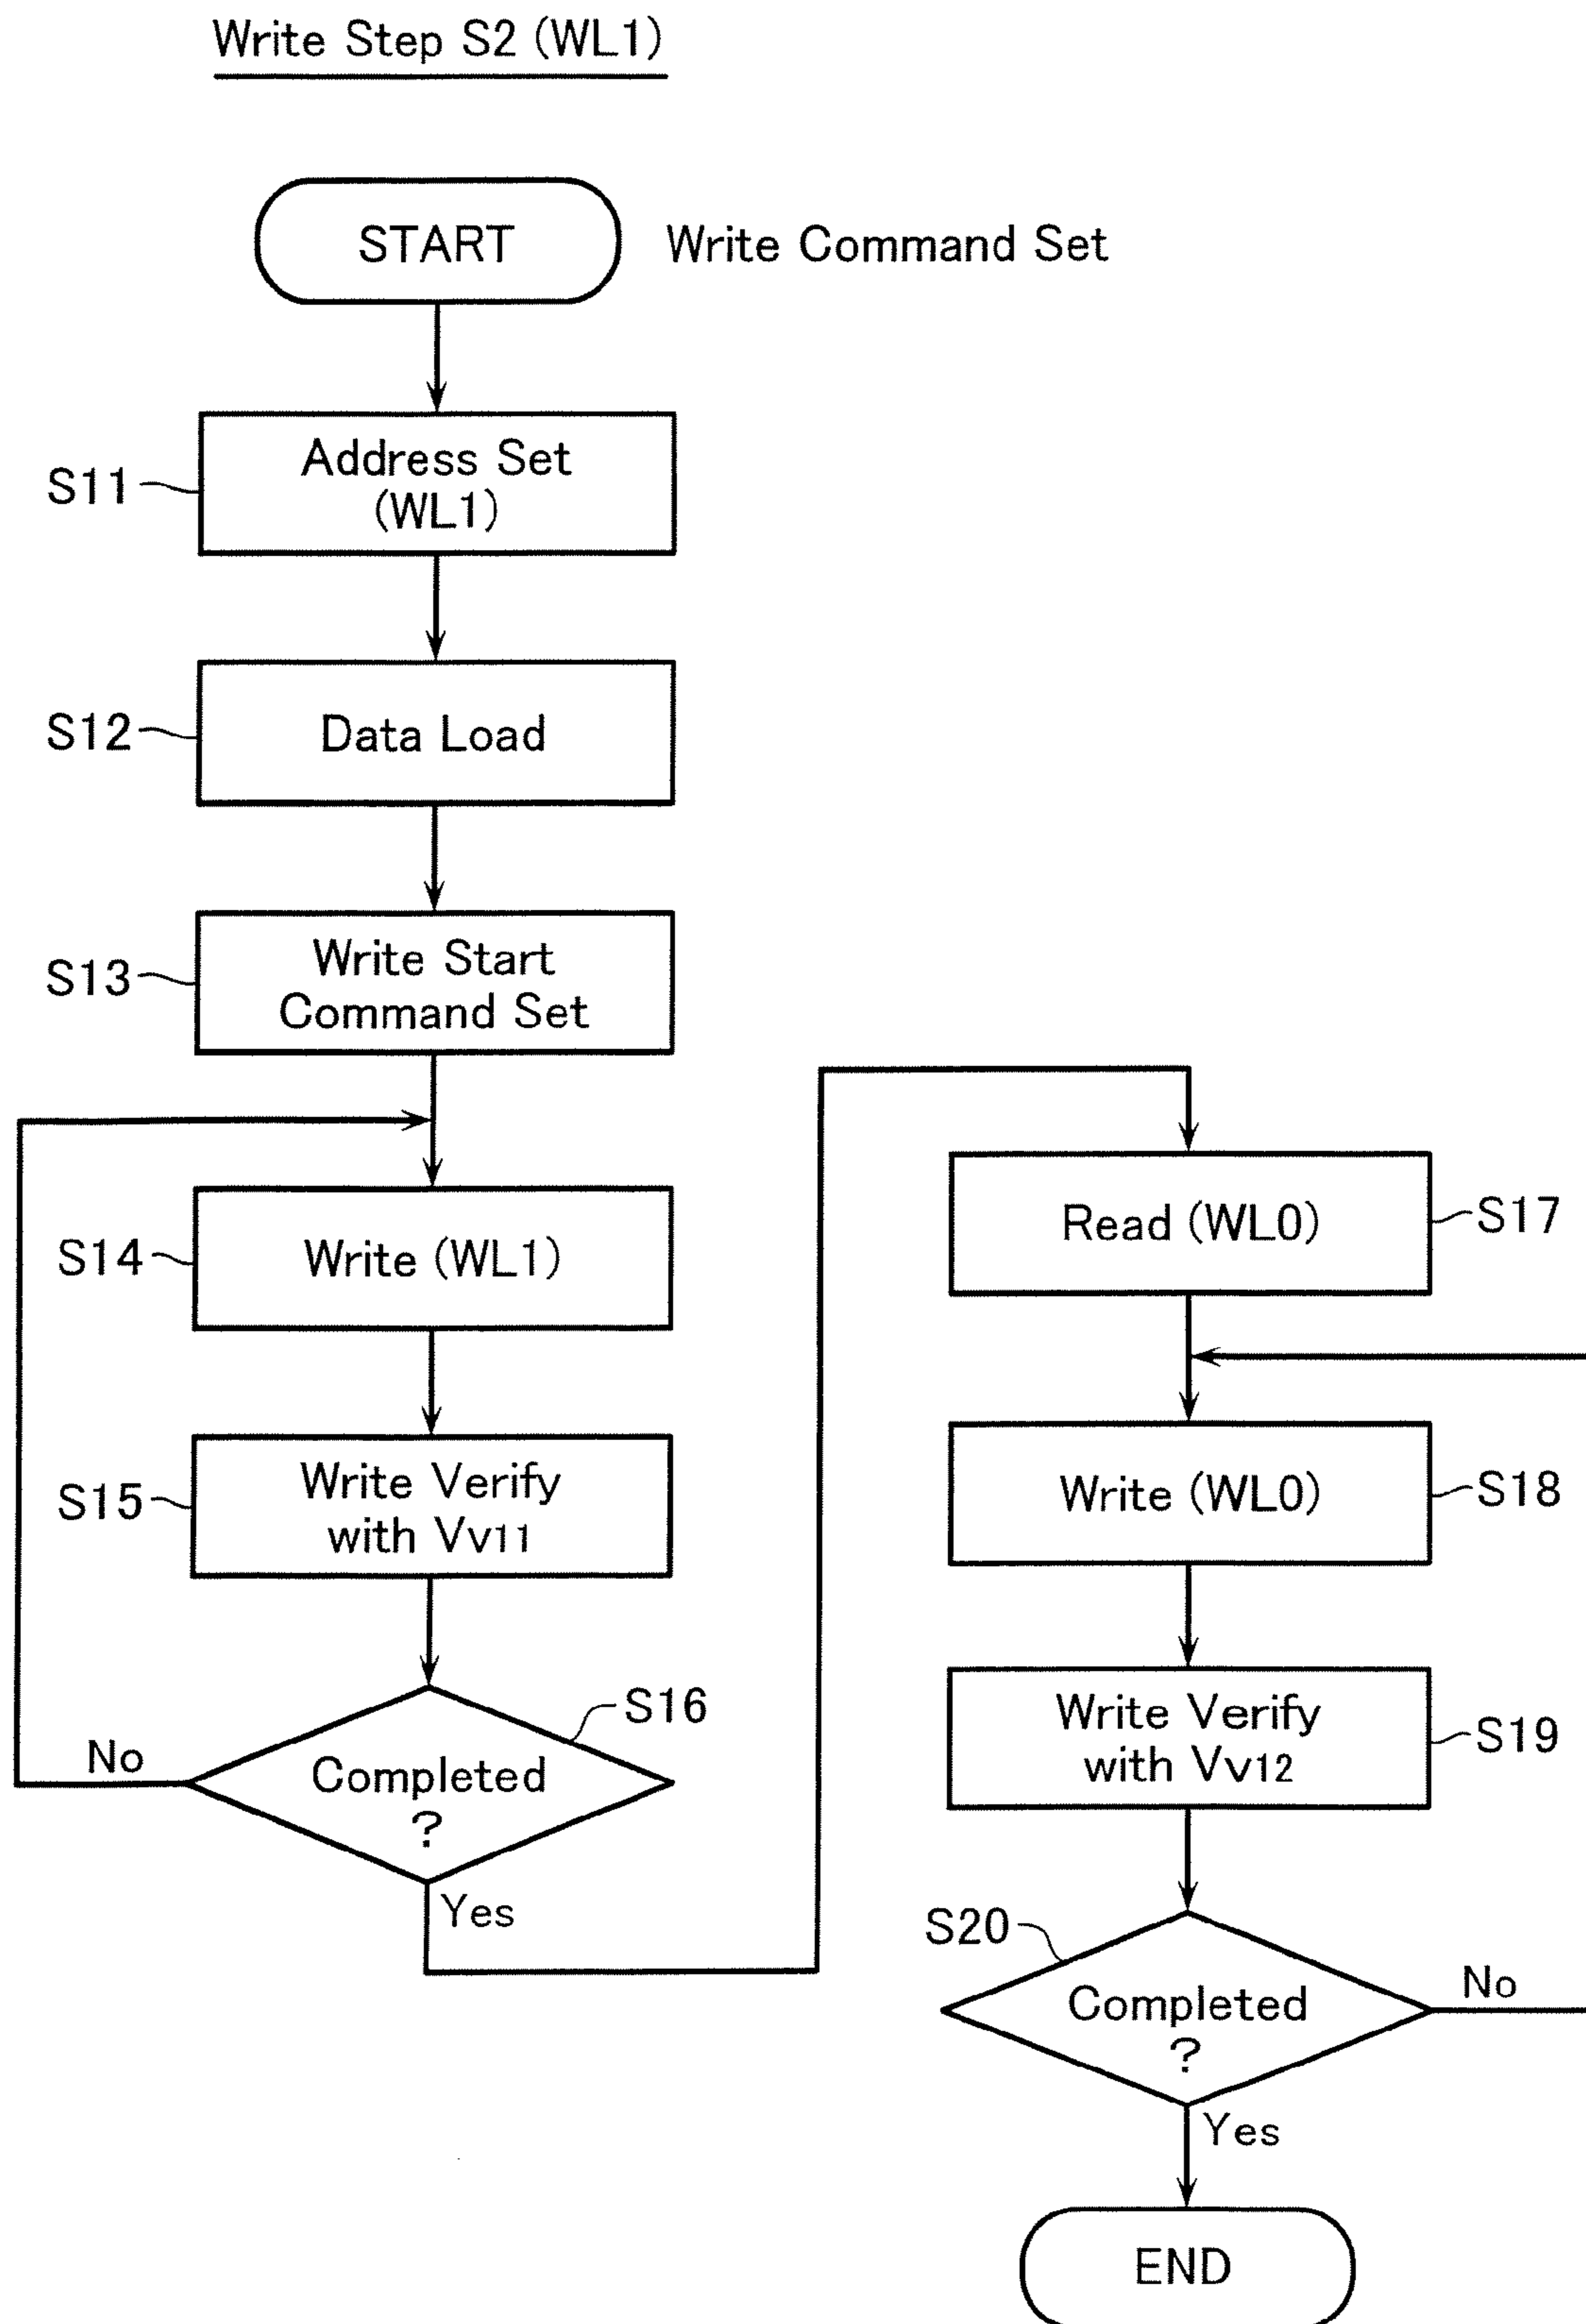 Write Step S2 (WL1)
START
Write Command Set
S11
Address Set
(WL1)
S12
Data Load
S13
Write Start
Command Set
S14
Write (WL1)
S15
Write Verify
with Vv11
S16
No
Completed
?
Yes
Read (WL0)
S17
Write (WL0)
S18
Write Verify
with Vv12
S19
S20
Completed
?
No
Yes
END